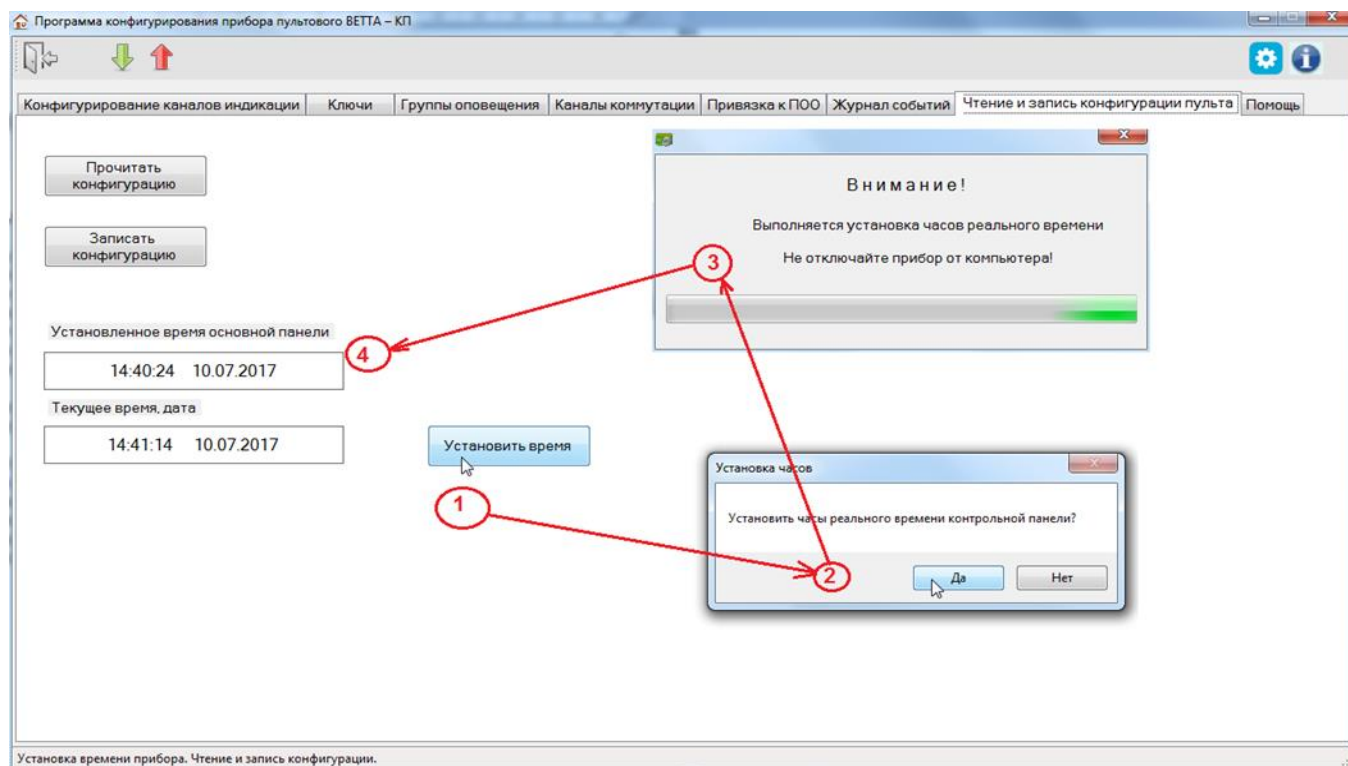 Программа конфигурирования прибора пультового ВЕТТА – КП
Конфигурирование каналов индикации
Ключи
Группы оповещения
Каналы коммутации
Привязка к ПОО
Журнал событий
Чтение и запись конфигурации пульта
Помощь
Прочитать
конфигурацию
Записать
конфигурацию
Внимание!
Выполняется установка часов реального времени
Не отключайте прибор от компьютера!
3
Установленное время основной панели
4
14:40:24 10.07.2017
Текущее время, дата
14:41:14 10.07.2017
Установить время
1
Установка часов
Установить часы реального времени контрольной панели?
2
Да
Нет
Установка времени прибора. Чтение и запись конфигурации.